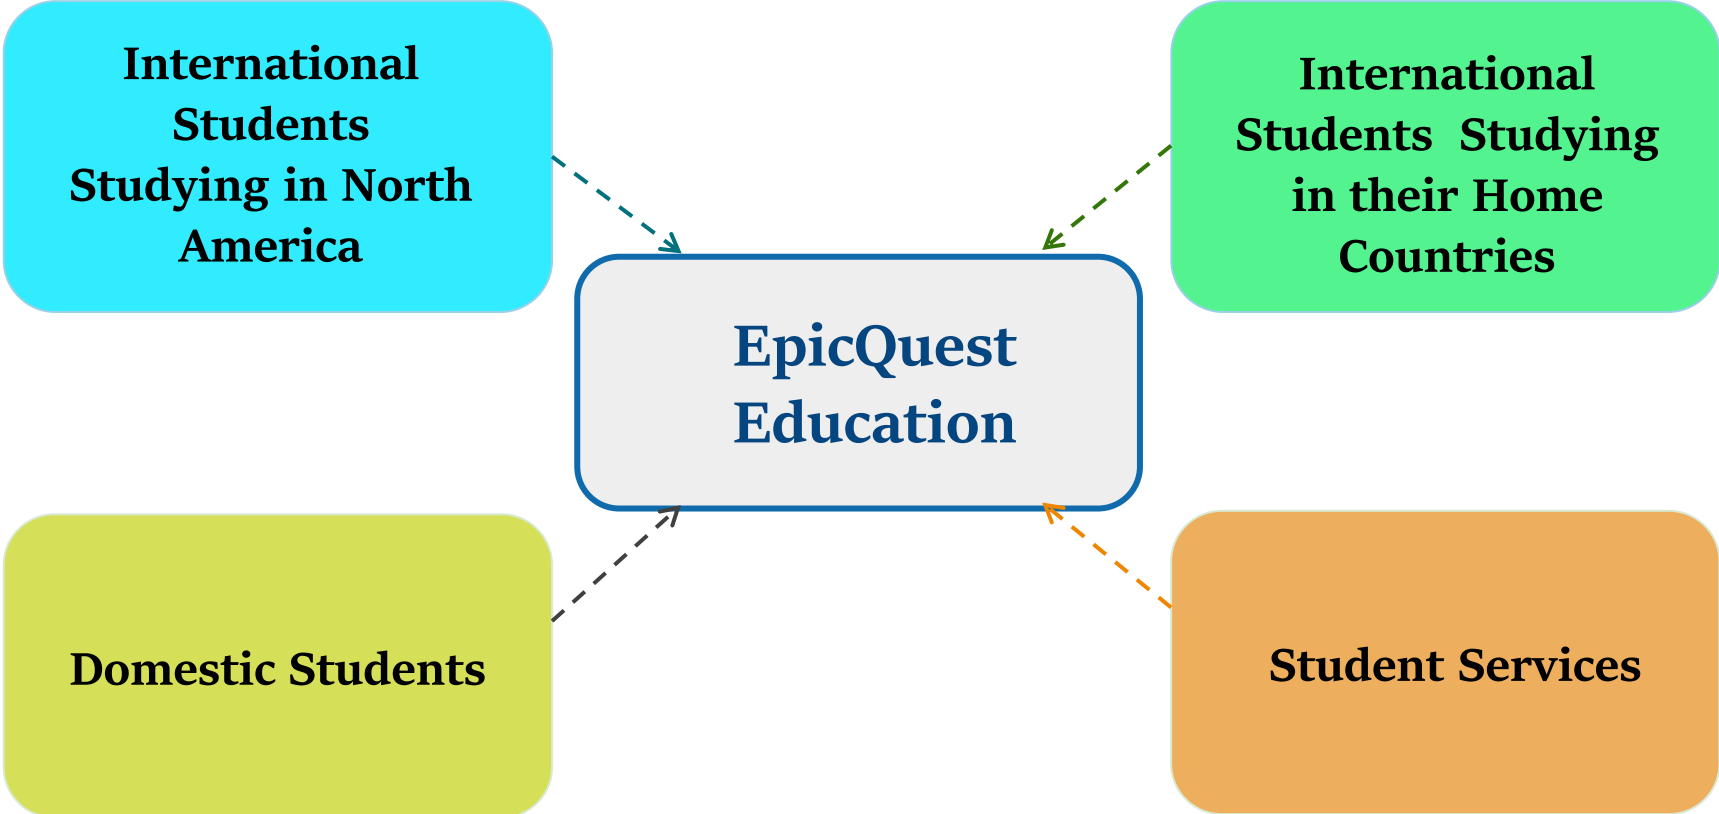 International
Students
Studying in North
America
International
Students  Studying
in their Home
Countries
EpicQuest
Education
Domestic Students
Student Services